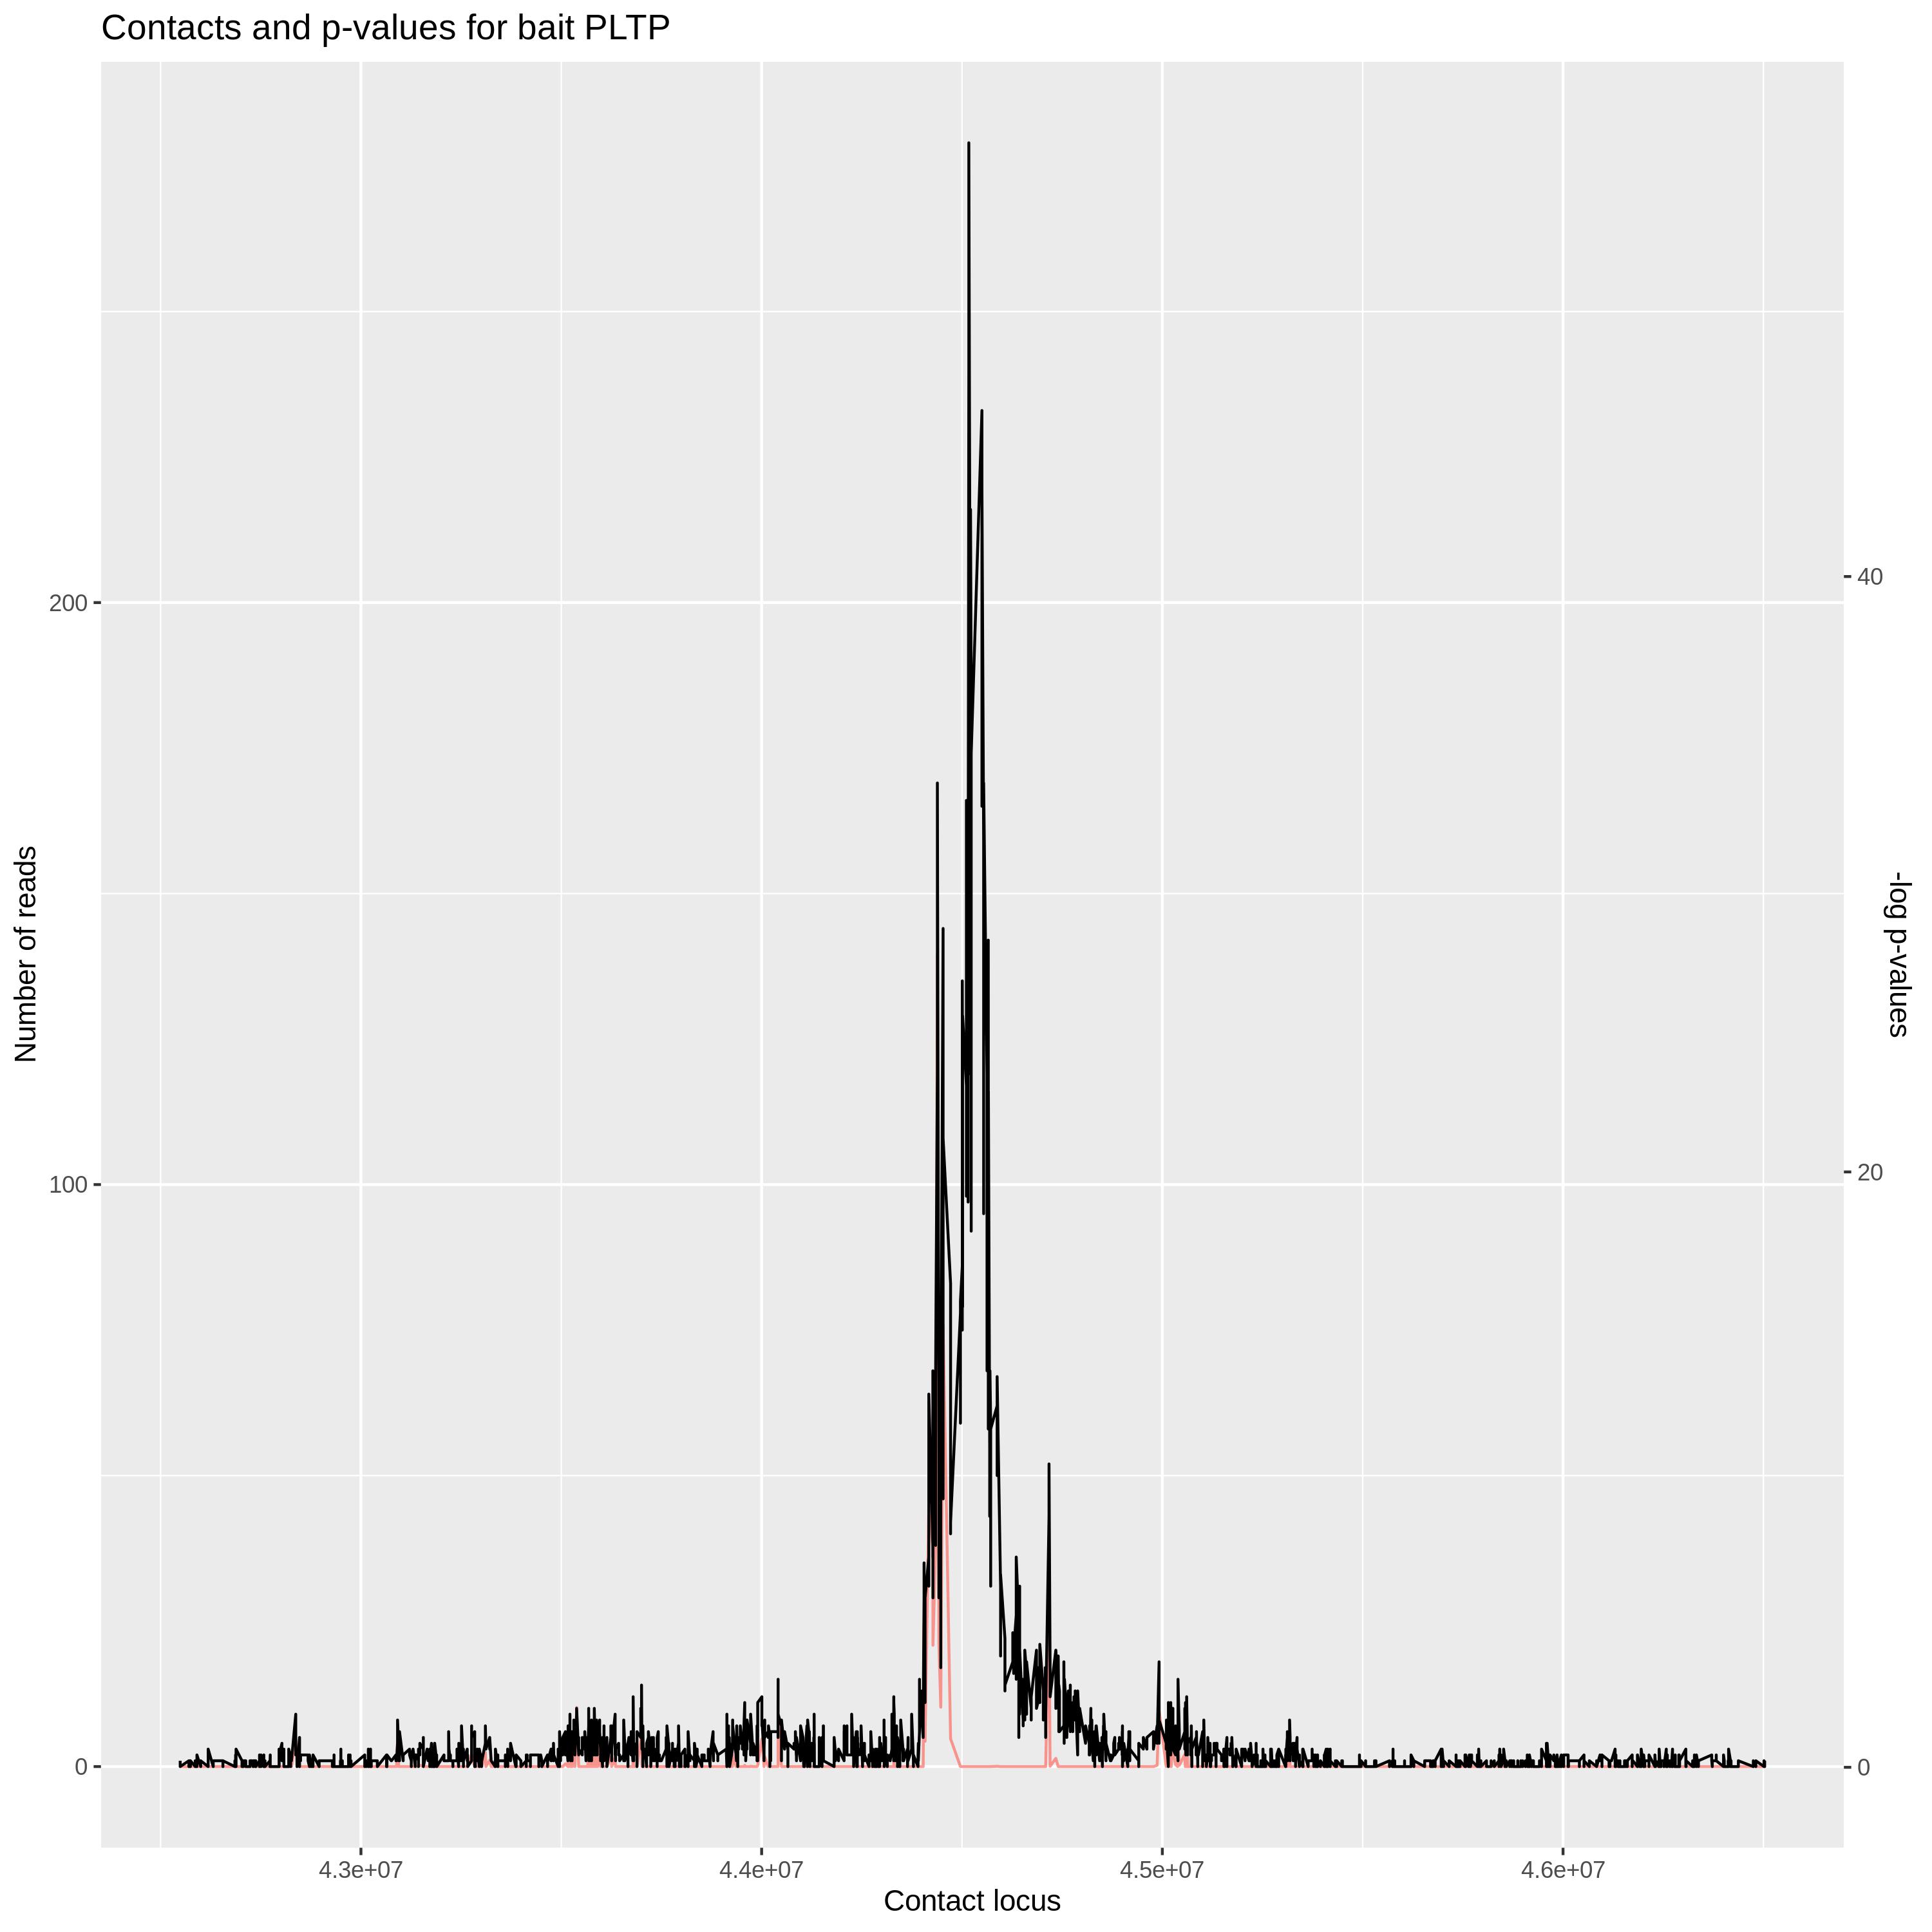 Contacts and p-values for bait PLTP
Number of reads
200
100
0
40
20
0
-log p-values
4.3e+07
4.4e+07
4.5e+07
4.6e+07
Contact locus